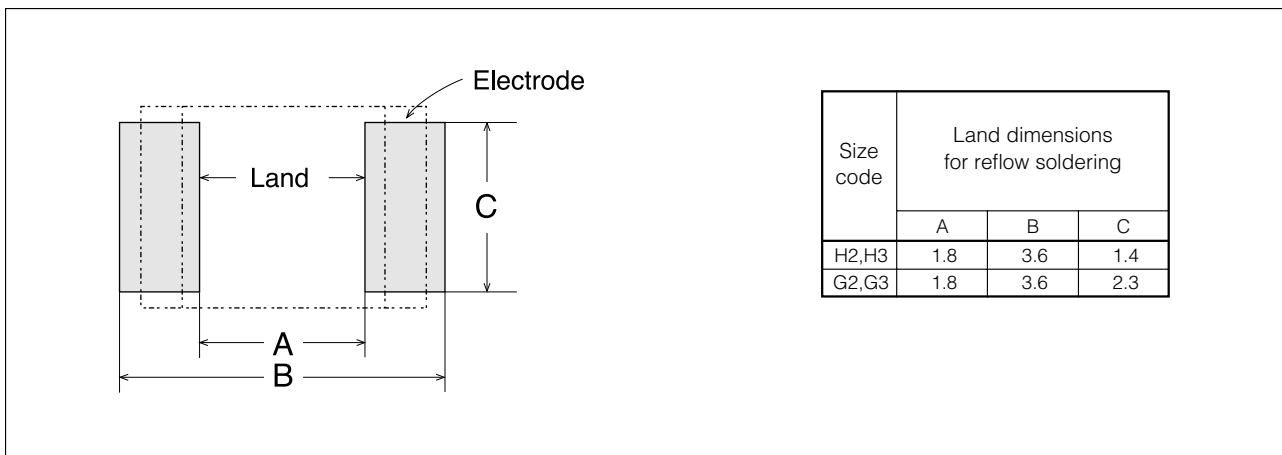 Electrode
Land
C
A
B
Size
code
Land dimensions
for reflow soldering
A B C
H2,H3 1.8 3.6 1.4
G2,G3 1.8 3.6 2.3